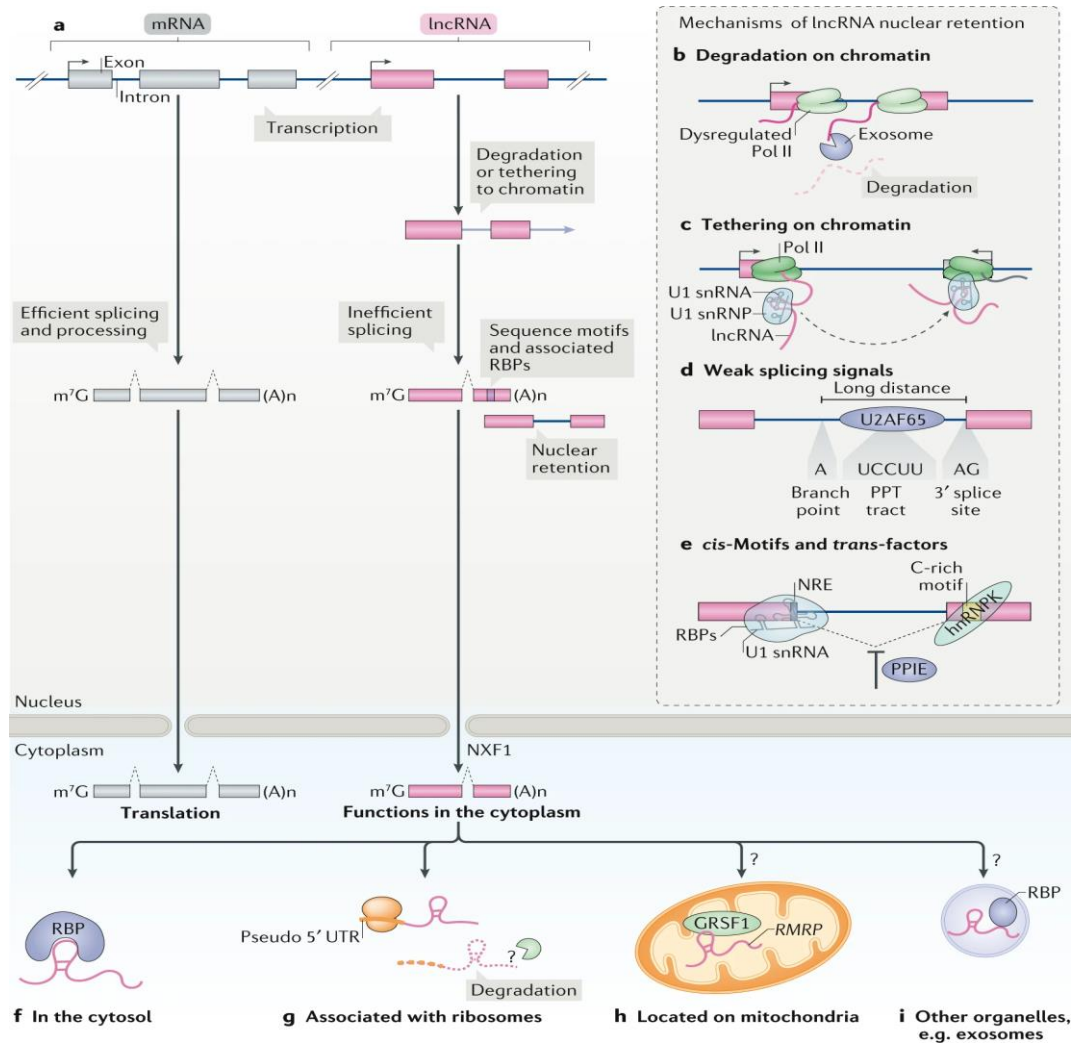 a
mRNA
lncRNA
Exon
Intron
Transcription
Degradation
or tethering
to chromatin
Efficient splicing
and processing
Inefficient
splicing
Sequence motifs
and associated
RBPs
m⁷G
(A)n
m⁷G
(A)n
Nuclear
retention
Mechanisms of lncRNA nuclear retention
b Degradation on chromatin
Dysregulated
Pol II
Exosome
Degradation
c Tethering on chromatin
Pol II
U1 snRNA
U1 snRNP
lncRNA
d Weak splicing signals
Long distance
U2AF65
A
UCCUU
AG
Branch
point
PPT
tract
3′ splice
site
e cis-Motifs and trans-factors
C-rich
motif
NRE
hnRNPK
RBPs
U1 snRNA
PPIE
Nucleus
Cytoplasm
NXF1
m⁷G
(A)n
m⁷G
(A)n
Translation
Functions in the cytoplasm
?
?
RBP
Pseudo 5′ UTR
?
Degradation
GRSF1
RMRP
RBP
f In the cytosol
g Associated with ribosomes
h Located on mitochondria
i Other organelles,
e.g. exosomes